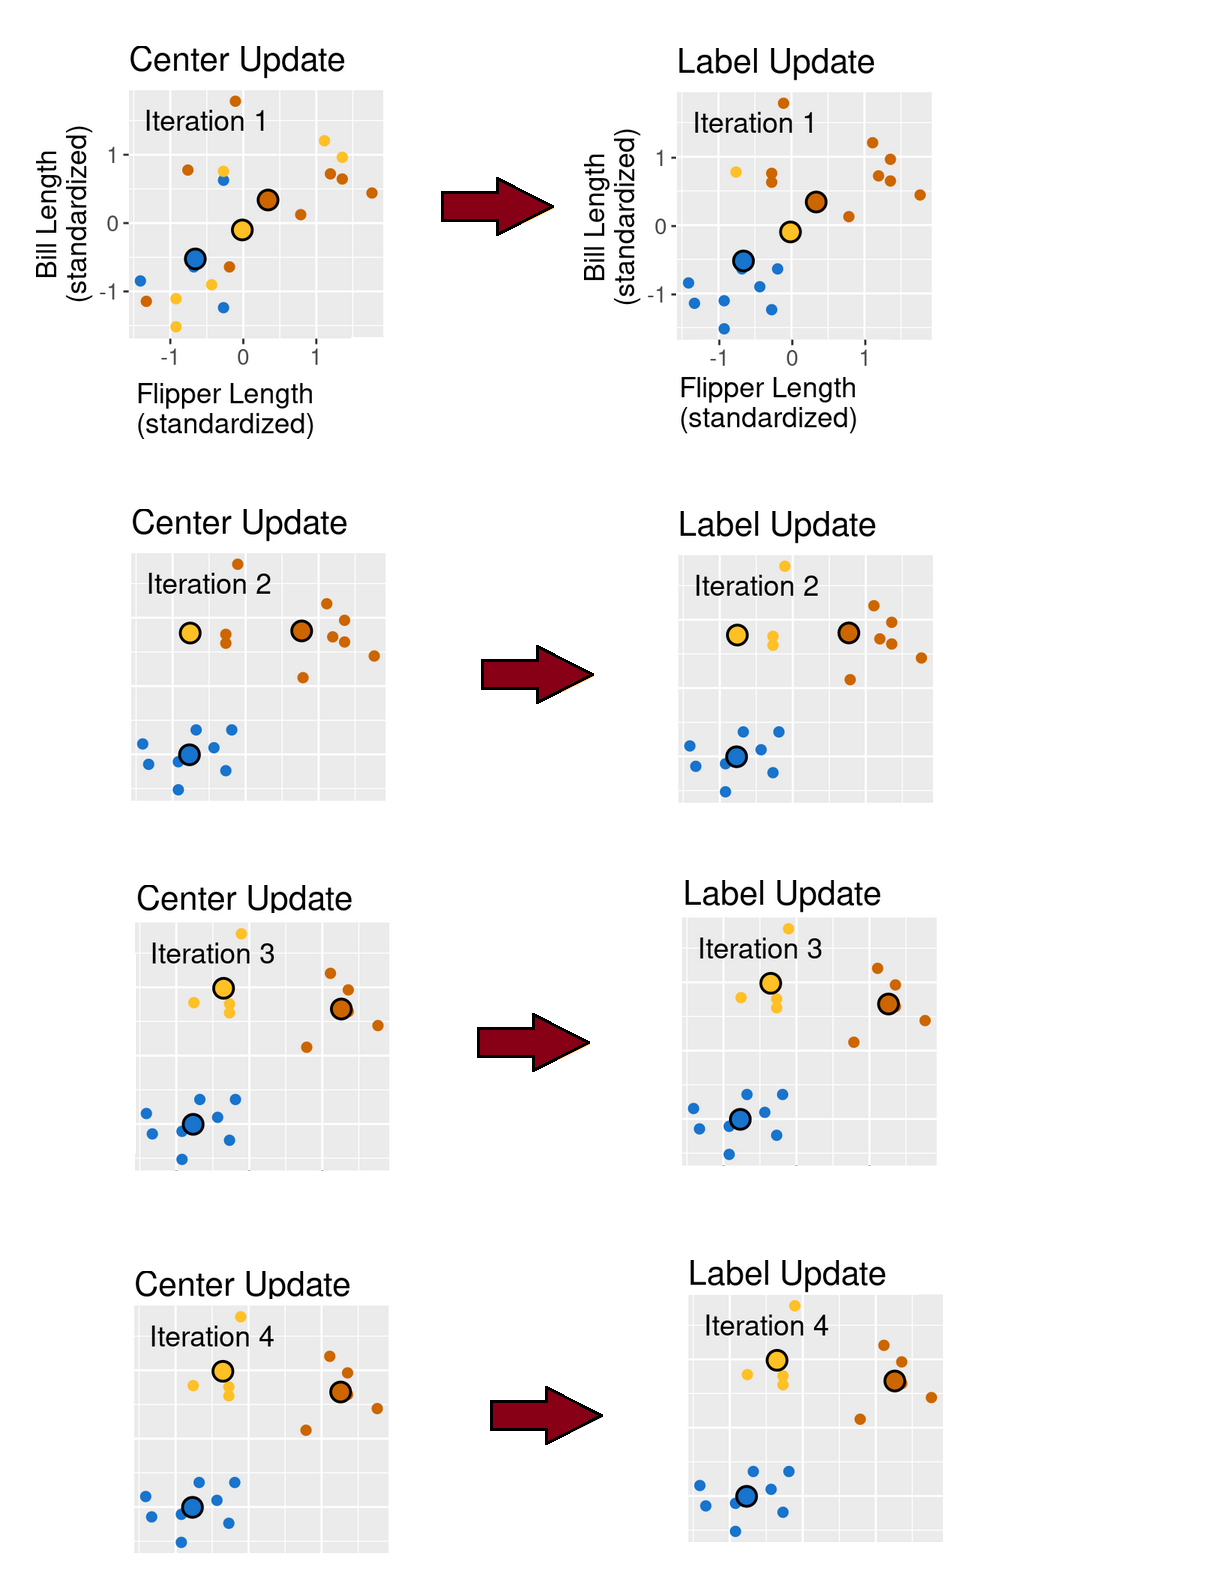 Center Update
Label Update
Iteration 1
Iteration 1
Bill Length
(standardized)
1
0
-1
-1
0
1
Flipper Length
(standardized)
Bill Length
(standardized)
1
0
-1
-1
0
1
Flipper Length
(standardized)
Center Update
Label Update
Iteration 2
Iteration 2
Center Update
Label Update
Iteration 3
Iteration 3
Center Update
Label Update
Iteration 4
Iteration 4